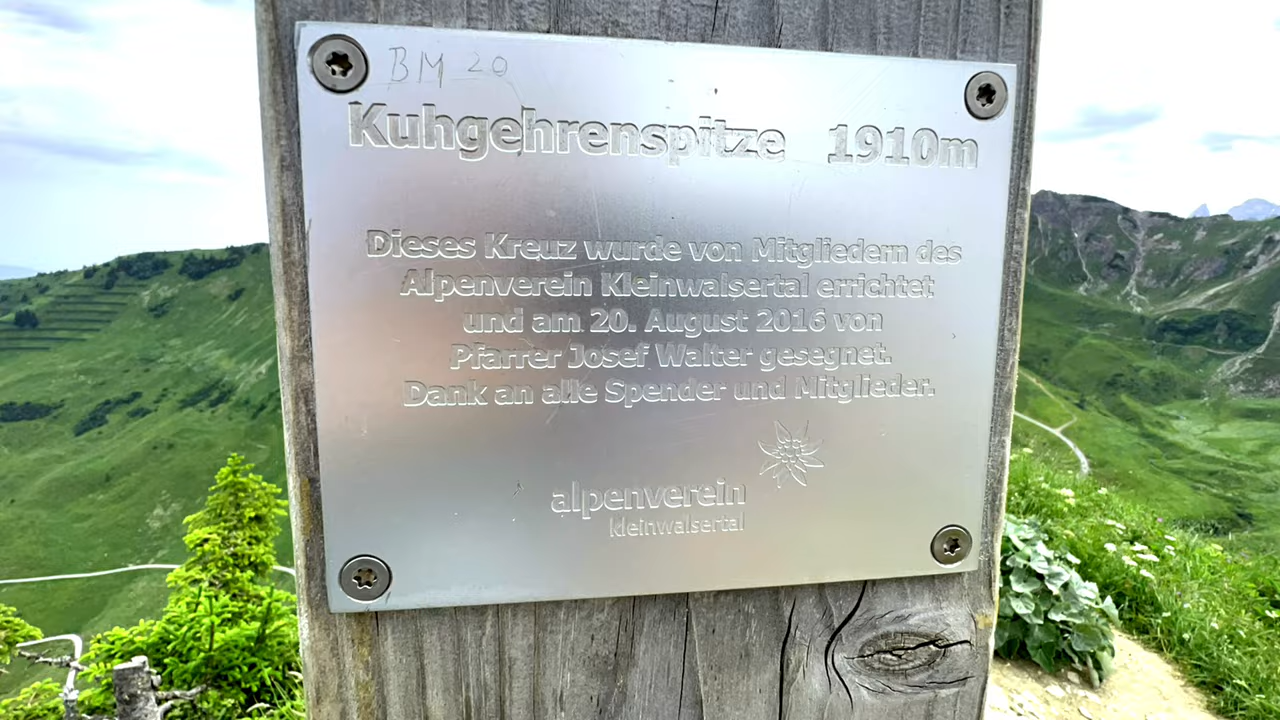 BM 20
Kuhgehrenspitze 1910m
Dieses Kreuz wurde von Mitgliedern des
Alpenverein Kleinwalsertal errichtet
und am 20. August 2016 von
Pfarrer Josef Walter gesegnet.
Dank an alle Spender und Mitglieder.
alpenverein
kleinwalsertal